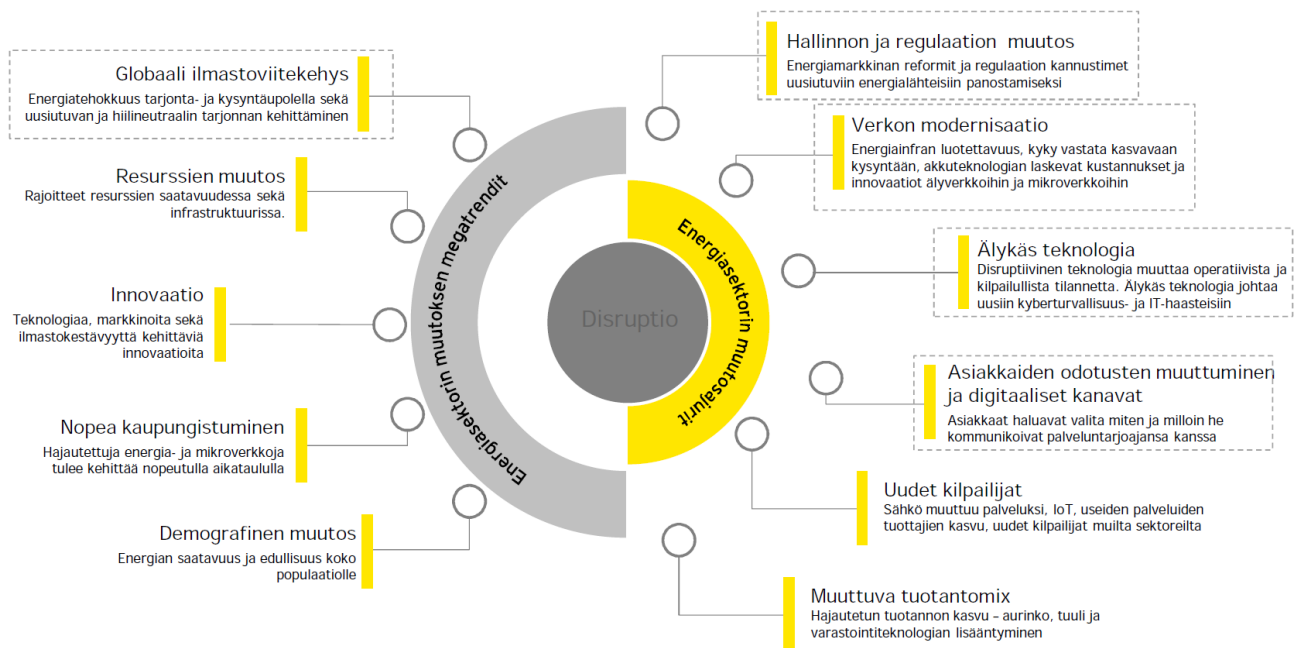 Globaali ilmastoviitekehys
Energiatehokkuus tarjonta- ja kysyntäupolella sekä
uusiutuvan ja hiilineutraalin tarjonnan kehittäminen
Resurssien muutos
Rajoitteet resurssien saatavuudessa sekä
infrastruktuurissa.
Innovaatio
Teknologiaa, markkinoita sekä
ilmastokestävyyttä kehittäviä
innovaatioita
Nopea kaupungistuminen
Hajautettuja energia- ja mikroverkkoja
tulee kehittää nopeutulla aikataululla
Demografinen muutos
Energian saatavuus ja edullisuus koko
populaatiolle
Energiasektorin muutoksen megatrendit
Disruptio
Energiasektorin muutosajurit
Hallinnon ja regulaation muutos
Energiamarkkinan reformit ja regulaation kannustimet
uusiutuviin energialähteisiin panostamiseksi
Verkon modernisaatio
Energiainfran luotettavuus, kyky vastata kasvavaan
kysyntään, akkuteknologian laskevat kustannukset ja
innovaatiot älyverkkoihin ja mikroverkkoihin
Älykäs teknologia
Disruptiivinen teknologia muuttaa operatiivista ja
kilpailullista tilannetta. Älykäs teknologia johtaa
uusiin kyberturvallisuus- ja IT-haasteisiin
Asiakkaiden odotusten muuttuminen
ja digitaaliset kanavat
Asiakkaat haluavat valita miten ja milloin he
kommunikoivat palveluntarjoajansa kanssa
Uudet kilpailijat
Sähkö muuttuu palveluksi, IoT, useiden palveluiden
tuottajien kasvu, uudet kilpailijat muilta sektoreilta
Muuttuva tuotantomix
Hajautetun tuotannon kasvu – aurinko, tuuli ja
varastointiteknologian lisääntyminen